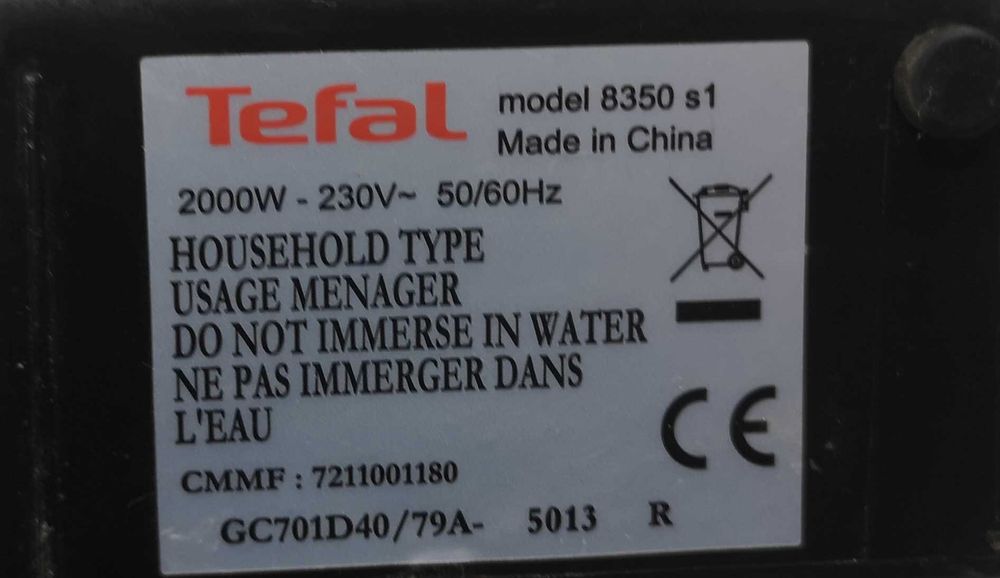 Tefal
model 8350 s1
Made in China
2000W - 230V~ 50/60Hz
HOUSEHOLD TYPE
USAGE MENAGER
DO NOT IMMERSE IN WATER
NE PAS IMMERGER DANS
L'EAU
CE
CMMF : 7211001180
GC701D40/79A- 5013 R